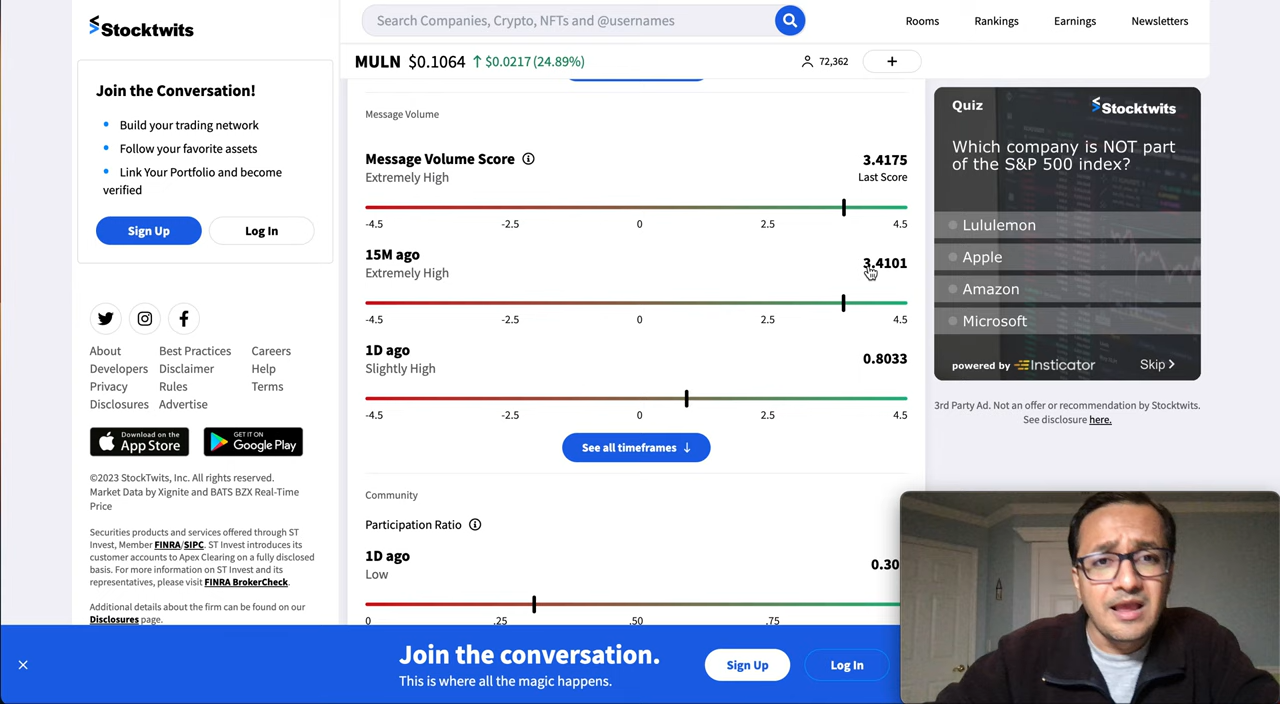 Stocktwits
Search Companies, Crypto, NFTs and @usernames
Rooms
Rankings
Earnings
Newsletters
MULN $0.1064 ↑ $0.0217 (24.89%)
72,362
+
Join the Conversation!
• Build your trading network
• Follow your favorite assets
• Link Your Portfolio and become
verified
Sign Up
Log In
About
Best Practices
Careers
Developers
Disclaimer
Help
Privacy
Rules
Terms
Disclosures
Advertise
Download on the
App Store
GET IT ON
Google Play
©2023 StockTwits, Inc. All rights reserved.
Market Data by Xignite and BATS BZX Real-Time
Price
Securities products and services offered through ST
Invest, Member FINRA/SIPC. ST Invest introduces its
customer accounts to Apex Clearing on a fully disclosed
basis. For more information on ST Invest and its
representatives, please visit FINRA BrokerCheck.
Additional details about the firm can be found on our
Disclosures page.
Message Volume
Message Volume Score
3.4175
Extremely High
Last Score
-4.5 -2.5 0 2.5 4.5
15M ago
3.4101
Extremely High
-4.5 -2.5 0 2.5 4.5
1D ago
0.8033
Slightly High
-4.5 -2.5 0 2.5 4.5
See all timeframes ↓
Community
Participation Ratio
1D ago
0.30
Low
0 .25 .50 .75
Quiz
Stocktwits
Which company is NOT part
of the S&P 500 index?
Lululemon
Apple
Amazon
Microsoft
powered by Insticator
Skip >
3rd Party Ad. Not an offer or recommendation by Stocktwits.
See disclosure here.
Join the conversation.
This is where all the magic happens.
Sign Up
Log In